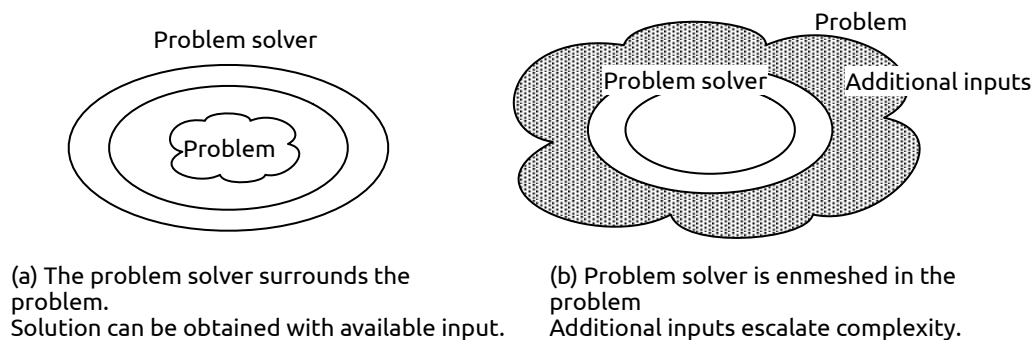 Problem solver
Problem
(a) The problem solver surrounds the
problem.
Solution can be obtained with available input.
Problem
Problem solver
Additional inputs
(b) Problem solver is enmeshed in the
problem
Additional inputs escalate complexity.